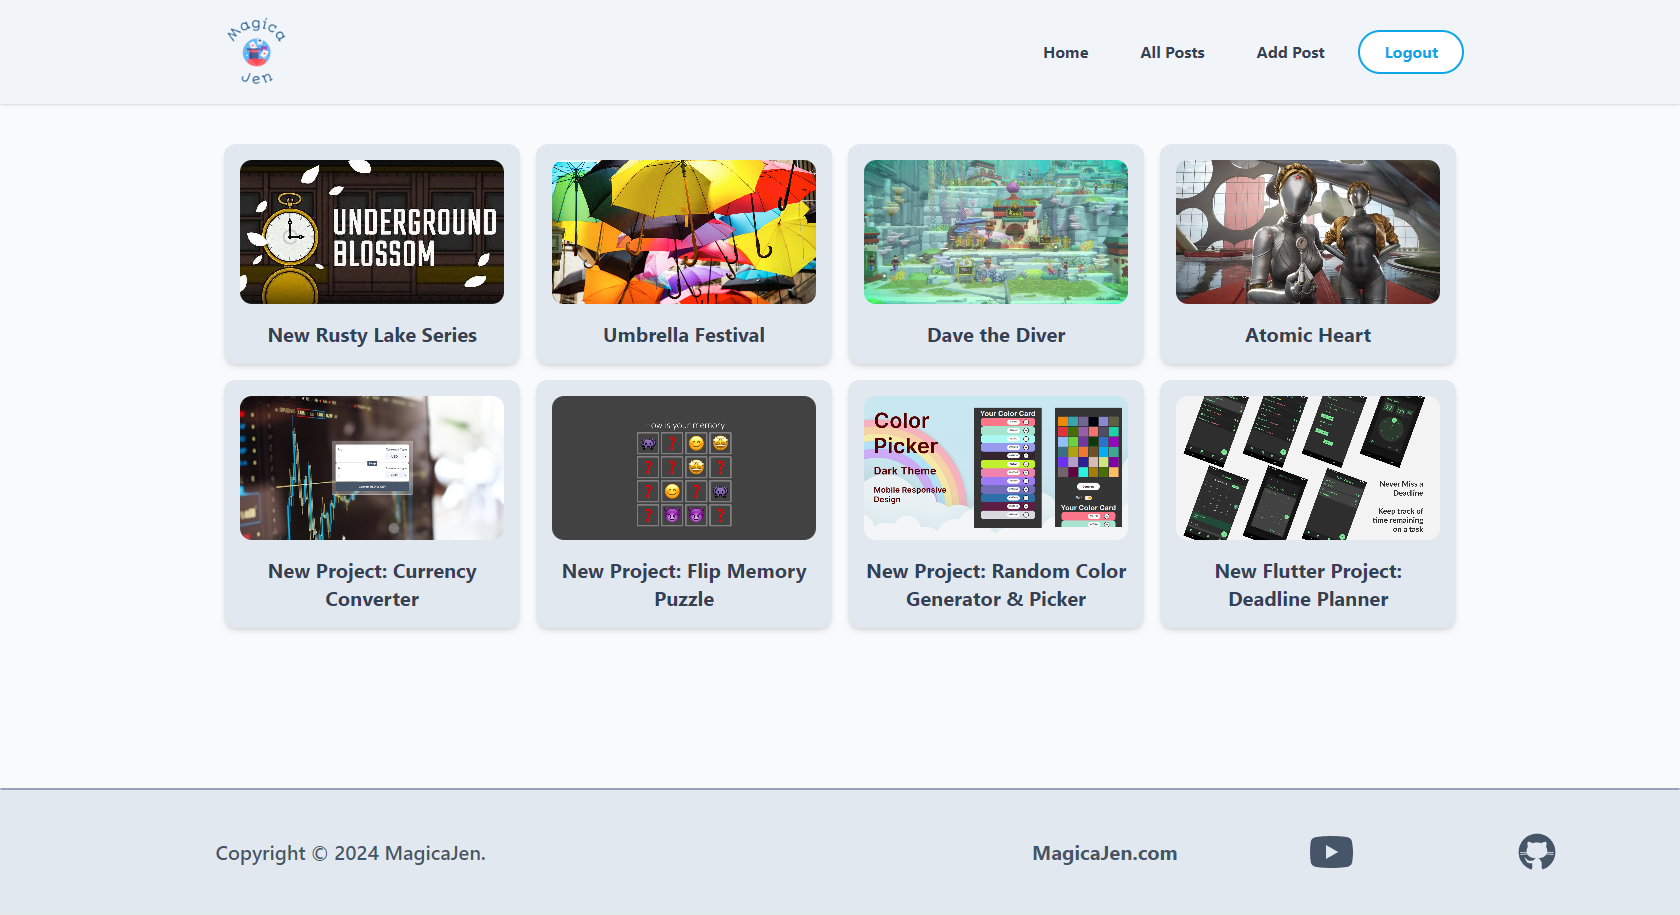 Magica
Jen
Home
All Posts
Add Post
Logout
UNDERGROUND
BLOSSOM
New Rusty Lake Series
Umbrella Festival
Dave the Diver
Atomic Heart
New Project: Currency
Converter
How is your memory
? 
? ? ?
? ?
? ?
New Project: Flip Memory
Puzzle
Color
Picker
Dark Theme
Mobile Responsive
Design
Your Color Card
Your Color Card
New Project: Random Color
Generator & Picker
Never Miss a
Deadline
Keep track of
time remaining
on a task
New Flutter Project:
Deadline Planner
Copyright © 2024 MagicaJen.
MagicaJen.com